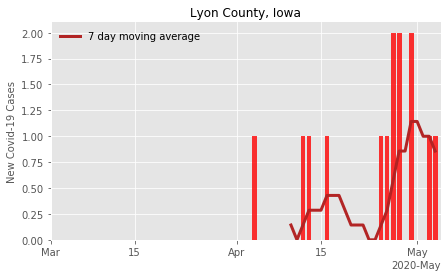 Lyon County, Iowa
7 day moving average
New Covid-19 Cases
2.00
1.75
1.50
1.25
1.00
0.75
0.50
0.25
0.00
Mar
15
Apr
15
May
2020-May